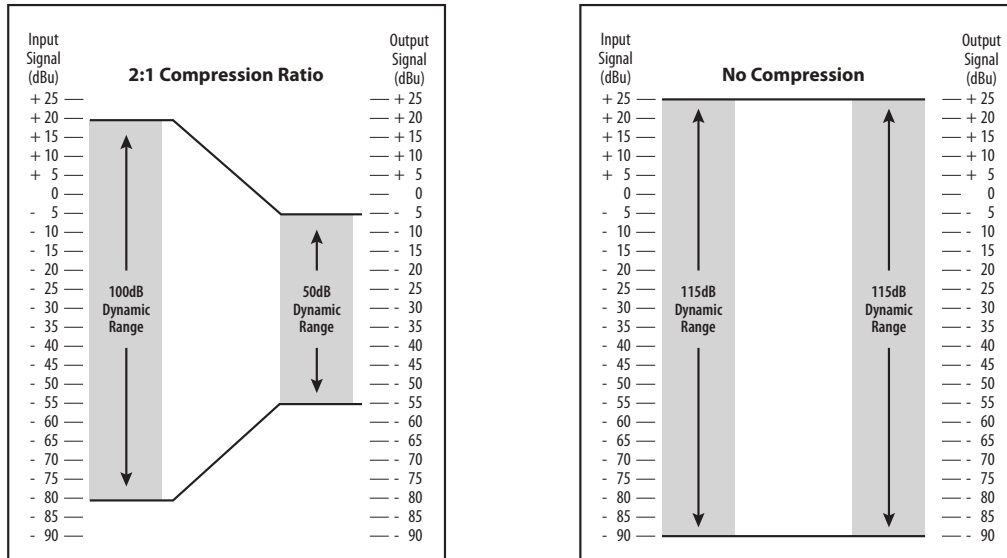 Input
Signal
(dBu)
2:1 Compression Ratio
Output
Signal
(dBu)
+ 25 — — + 25
+ 20 — — + 20
+ 15 — — + 15
+ 10 — — + 10
+ 5 — — + 5
0 — — 0
- 5 — — - 5
- 10 — — - 10
- 15 — — - 15
- 20 — — - 20
- 25 — — - 25
- 30 — — - 30
- 35 — — - 35
- 40 — — - 40
- 45 — — - 45
- 50 — — - 50
- 55 — — - 55
- 60 — — - 60
- 65 — — - 65
- 70 — — - 70
- 75 — — - 75
- 80 — — - 80
- 85 — — - 85
- 90 — — - 90
100dB
Dynamic
Range
50dB
Dynamic
Range
Input
Signal
(dBu)
No Compression
Output
Signal
(dBu)
+ 25 — — + 25
+ 20 — — + 20
+ 15 — — + 15
+ 10 — — + 10
+ 5 — — + 5
0 — — 0
- 5 — — - 5
- 10 — — - 10
- 15 — — - 15
- 20 — — - 20
- 25 — — - 25
- 30 — — - 30
- 35 — — - 35
- 40 — — - 40
- 45 — — - 45
- 50 — — - 50
- 55 — — - 55
- 60 — — - 60
- 65 — — - 65
- 70 — — - 70
- 75 — — - 75
- 80 — — - 80
- 85 — — - 85
- 90 — — - 90
115dB
Dynamic
Range
115dB
Dynamic
Range